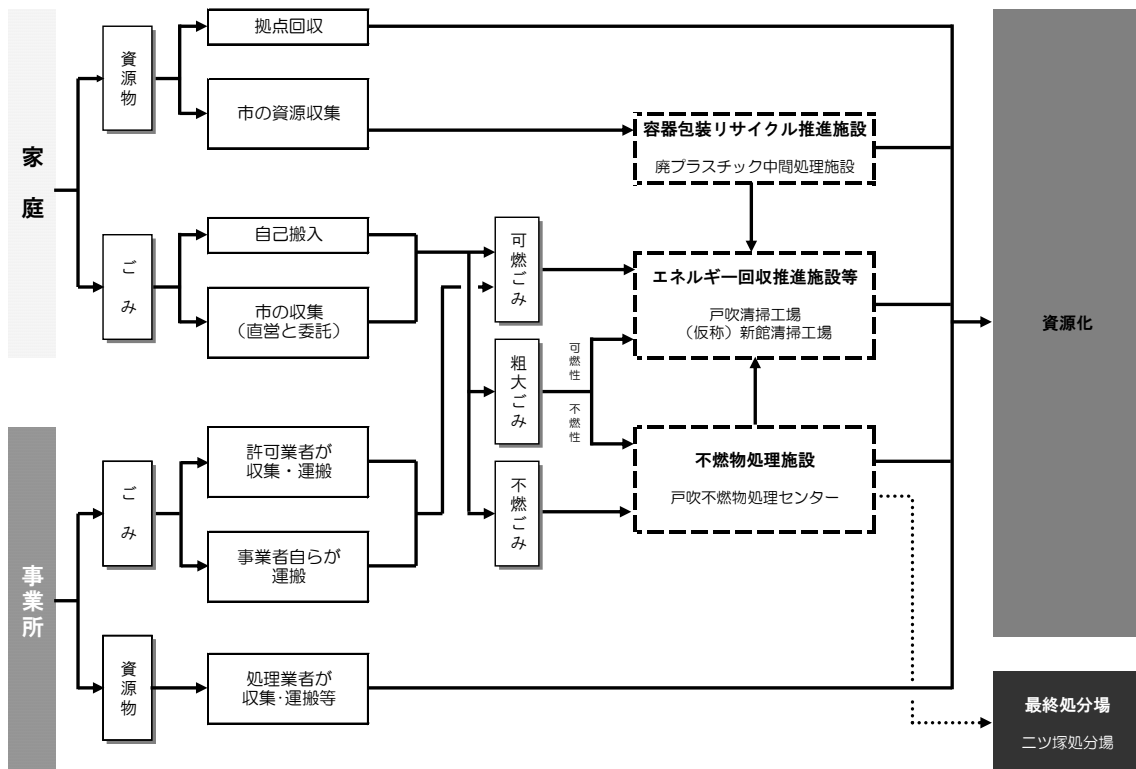 家庭
資源物
拠点回収
市の資源収集
ごみ
自己搬入
市の収集
（直営と委託）
事業所
ごみ
許可業者が
収集・運搬
事業者自らが
運搬
資源物
処理業者が
収集・運搬等
可燃ごみ
粗大ごみ
可燃性
不燃性
不燃ごみ
容器包装リサイクル推進施設
廃プラスチック中間処理施設
エネルギー回収推進施設等
戸吹清掃工場
（仮称）新館清掃工場
不燃物処理施設
戸吹不燃物処理センター
資源化
最終処分場
二ツ塚処分場